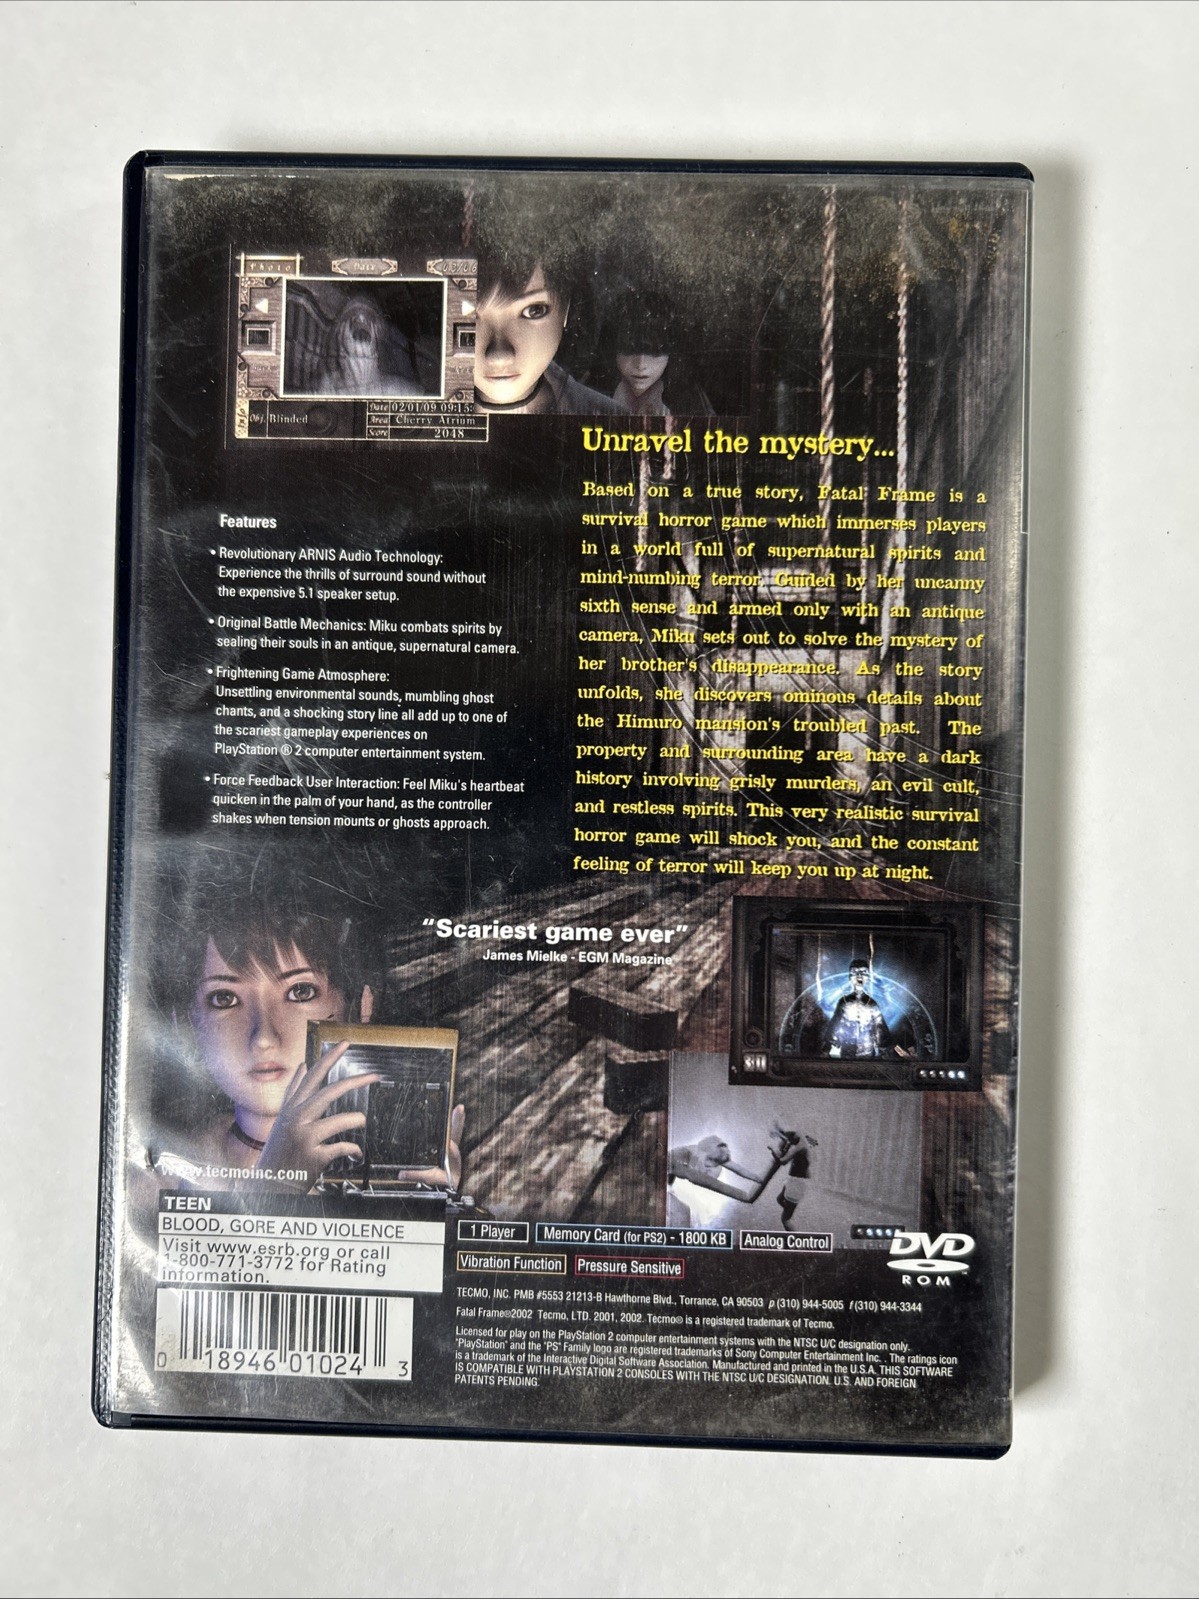 Photo
Date
Obj. Blinded
Date 02/01/09 09:15:
Area Cherry Atrium
Score 2048
Unravel the mystery...
Based on a true story, Fatal Frame is a
survival horror game which immerses players
in a world full of supernatural spirits and
mind-numbing terror. Guided by her uncanny
sixth sense and armed only with an antique
camera, Miku sets out to solve the mystery of
her brother's disappearance. As the story
unfolds, she discovers ominous details about
the Himuro mansion's troubled past. The
property and surrounding area have a dark
history involving grisly murders, an evil cult,
and restless spirits. This very realistic survival
horror game will shock you, and the constant
feeling of terror will keep you up at night.
Features
• Revolutionary ARNIS Audio Technology:
Experience the thrills of surround sound without
the expensive 5.1 speaker setup.
• Original Battle Mechanics: Miku combats spirits by
sealing their souls in an antique, supernatural camera.
• Frightening Game Atmosphere:
Unsettling environmental sounds, mumbling ghost
chants, and a shocking story line all add up to one of
the scariest gameplay experiences on
PlayStation ® 2 computer entertainment system.
• Force Feedback User Interaction: Feel Miku's heartbeat
quicken in the palm of your hand, as the controller
shakes when tension mounts or ghosts approach.
"Scariest game ever"
James Mielke - EGM Magazine
www.tecmoinc.com
TEEN
BLOOD, GORE AND VIOLENCE
Visit www.esrb.org or call
1-800-771-3772 for Rating
Information.
0 18946 01024 3
1 Player
Memory Card (for PS2) - 1800 KB
Analog Control
Vibration Function
Pressure Sensitive
DVD
ROM
TECMO, INC. PMB #5553 21213-B Hawthorne Blvd., Torrance, CA 90503 p (310) 944-5005 f (310) 944-3344
Fatal Frame®2002 Tecmo, LTD. 2001, 2002. Tecmo® is a registered trademark of Tecmo.
Licensed for play on the PlayStation 2 computer entertainment systems with the NTSC U/C designation only.
"PlayStation" and the "PS" Family logo are registered trademarks of Sony Computer Entertainment Inc. . The ratings icon
is a trademark of the Interactive Digital Software Association. Manufactured and printed in the U.S.A. THIS SOFTWARE
IS COMPATIBLE WITH PLAYSTATION 2 CONSOLES WITH THE NTSC U/C DESIGNATION. U.S. AND FOREIGN
PATENTS PENDING.